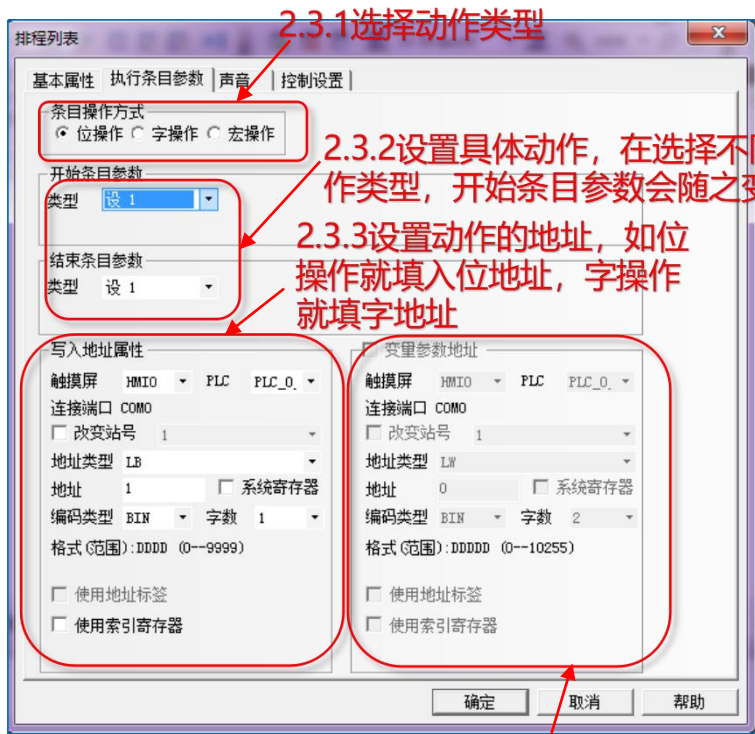 2.3.1选择动作类型
排程列表
基本属性 执行条目参数 声音 控制设置
条目操作方式
位操作 字操作 宏操作
2.3.2设置具体动作，在选择不
作类型，开始条目参数会随之变
开始条目参数
类型 设 1
2.3.3设置动作的地址，如位
操作就填入位地址，字操作
就填字地址
结束条目参数
类型 设 1
写入地址属性
触摸屏 HMI0 PLC PLC_0.
连接端口 COM0
改变站号 1
地址类型 LB
地址 1 系统寄存器
编码类型 BIN 字数 1
格式(范围):DDDD (0--9999)
使用地址标签
使用索引寄存器
变量参数地址
触摸屏 HMI0 PLC PLC_0.
连接端口 COM0
改变站号 1
地址类型 LW
地址 0 系统寄存器
编码类型 BIN 字数 2
格式(范围):DDDDD (0--10255)
使用地址标签
使用索引寄存器
确定 取消 帮助